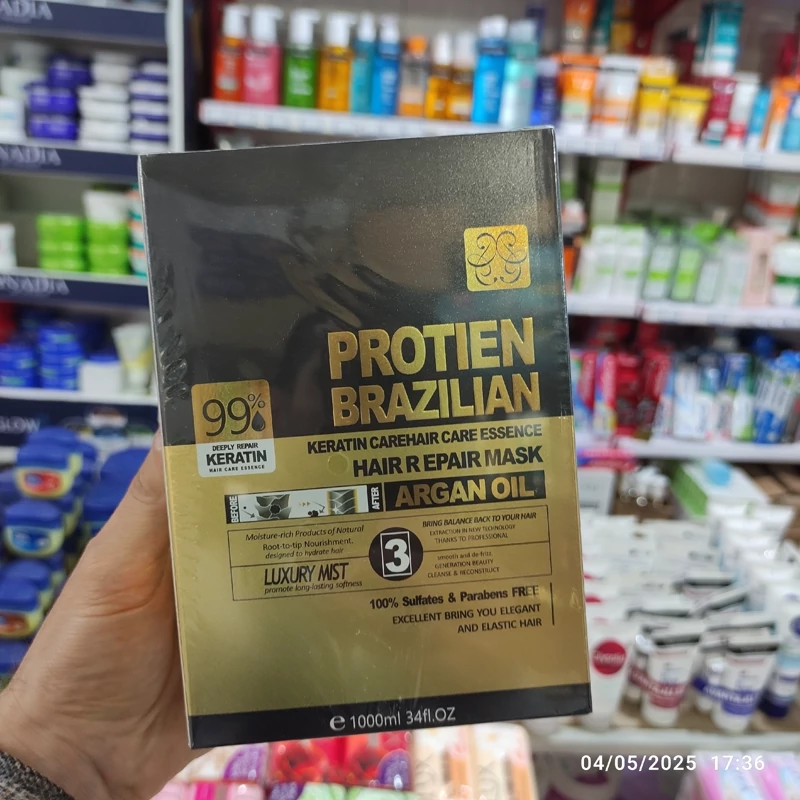 NADIA
PROTIEN
BRAZILIAN
99%
DEEPLY REPAIR
KERATIN
HAIR CARE ESSENCE
KERATIN CAREHAIR CARE ESSENCE
HAIR R EPAIR MASK
BEFORE
AFTER
ARGAN OIL
Moisture-rich Products of Natural
Root-to-tip Nourishment,
designed to hydrate hair
LUXURY MIST
promote long-lasting softness
3
BRING BALANCE BACK TO YOUR HAIR
EXTRACTION IN NEW TECHNOLOGY
THANKS TO PROFESSIONAL
smooth and de-friss
GENERATION BEAUTY
CLEANSE & RECONSTRUCT
100% Sulfates & Parabens FREE
EXCELLENT BRING YOU ELEGANT
AND ELASTIC HAIR
e 1000ml 34fl.OZ
GLOW
04/05/2025 17:36